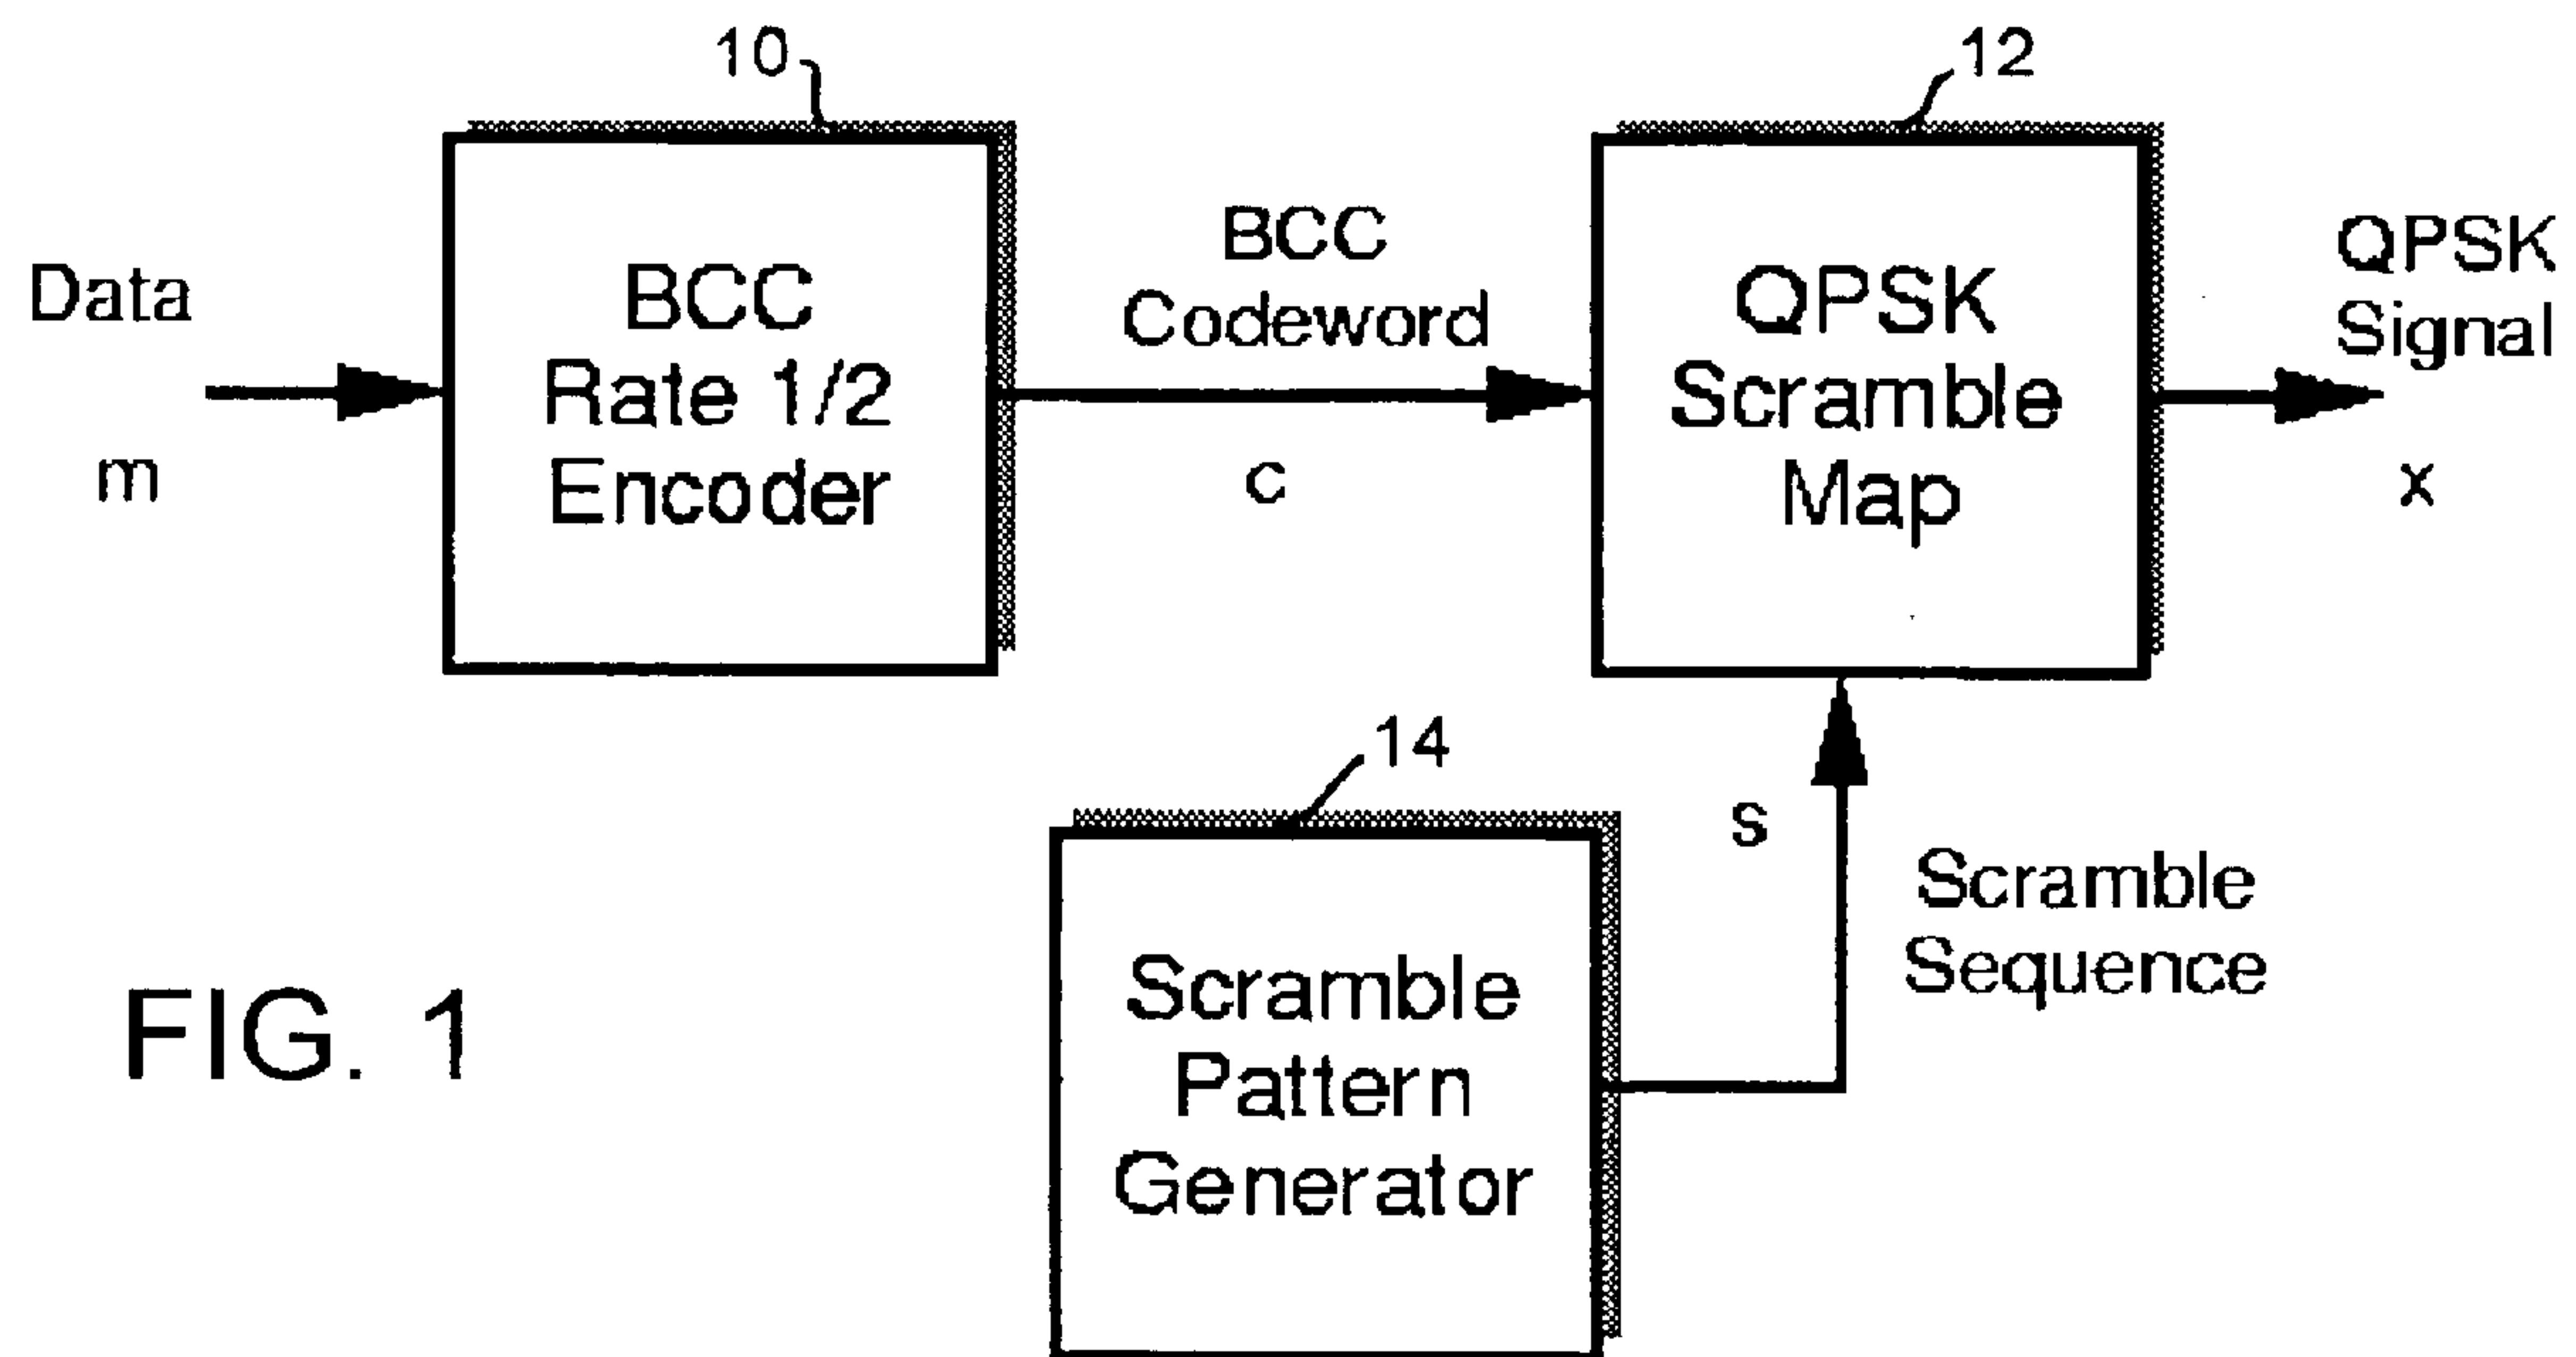 10
12
Data
m
BCC
Rate 1/2
Encoder
BCC
Codeword
c
QPSK
Scramble
Map
QPSK
Signal
x
14
s
Scramble
Sequence
Scramble
Pattern
Generator
FIG. 1